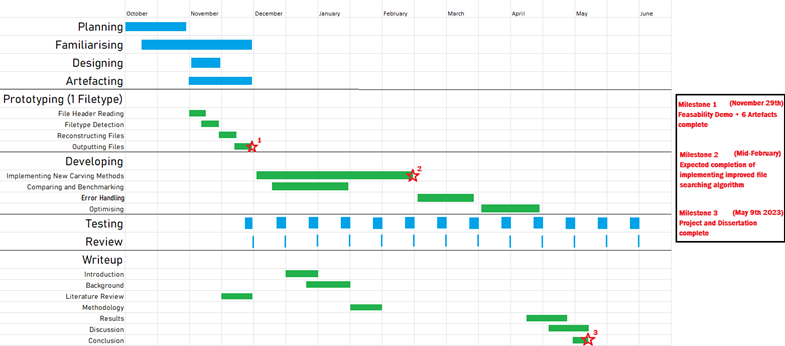 October November December January February March April May June
Planning
Familiarising
Designing
Artefacting
Prototyping (1 Filetype)
File Header Reading
Filetype Detection
Reconstructing Files
Outputting Files
1
Developing
Implementing New Carving Methods
2
Comparing and Benchmarking
Error Handling
Optimising
Testing
Review
Writeup
Introduction
Background
Literature Review
Methodology
Results
Discussion
Conclusion
3
Milestone 1 (November 29th)
Feasability Demo + 6 Artefacts
complete
Milestone 2 (Mid-February)
Expected completion of
implementing improved file
searching algorithm
Milestone 3 (May 9th 2023)
Project and Dissertation
complete